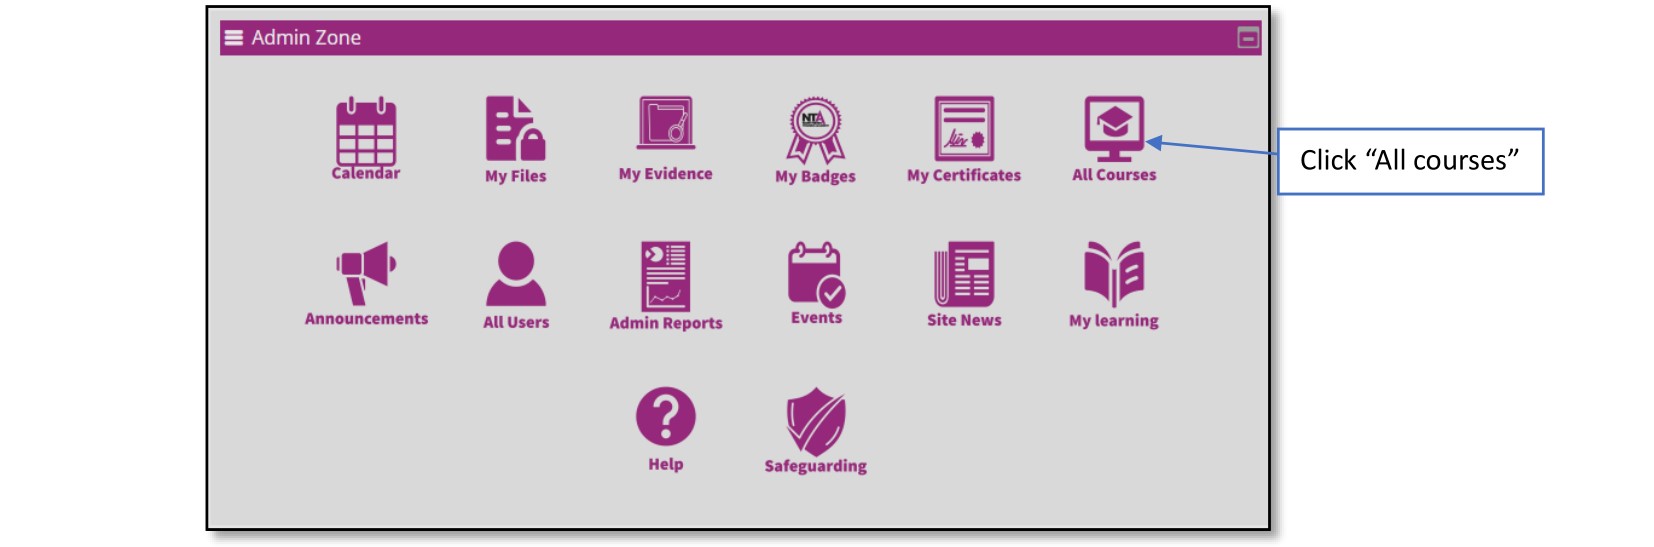 Admin Zone
Calendar
My Files
My Evidence
NTA
My Badges
My Certificates
All Courses
Click “All courses”
Announcements
All Users
Admin Reports
Events
Site News
My learning
Help
Safeguarding